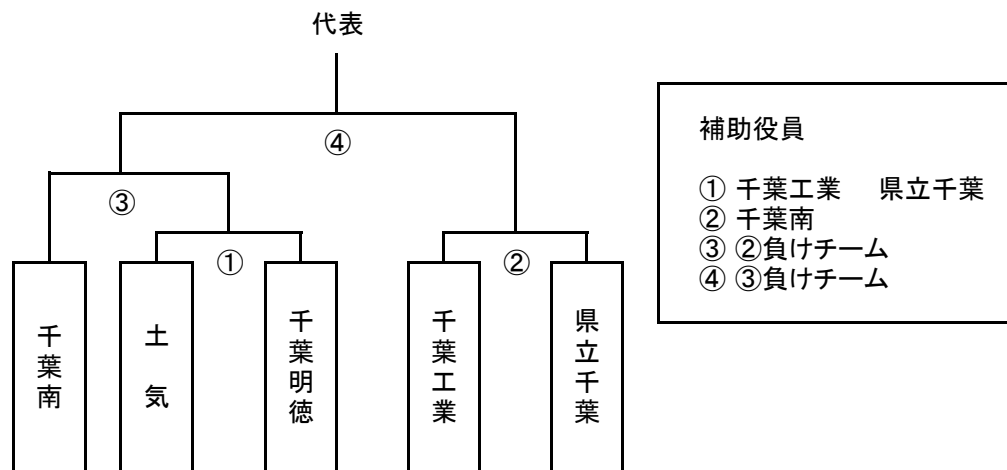 代表
④
③
①
②
千葉南
土気
千葉明徳
千葉工業
県立千葉
補助役員
① 千葉工業 県立千葉
② 千葉南
③ ②負けチーム
④ ③負けチーム